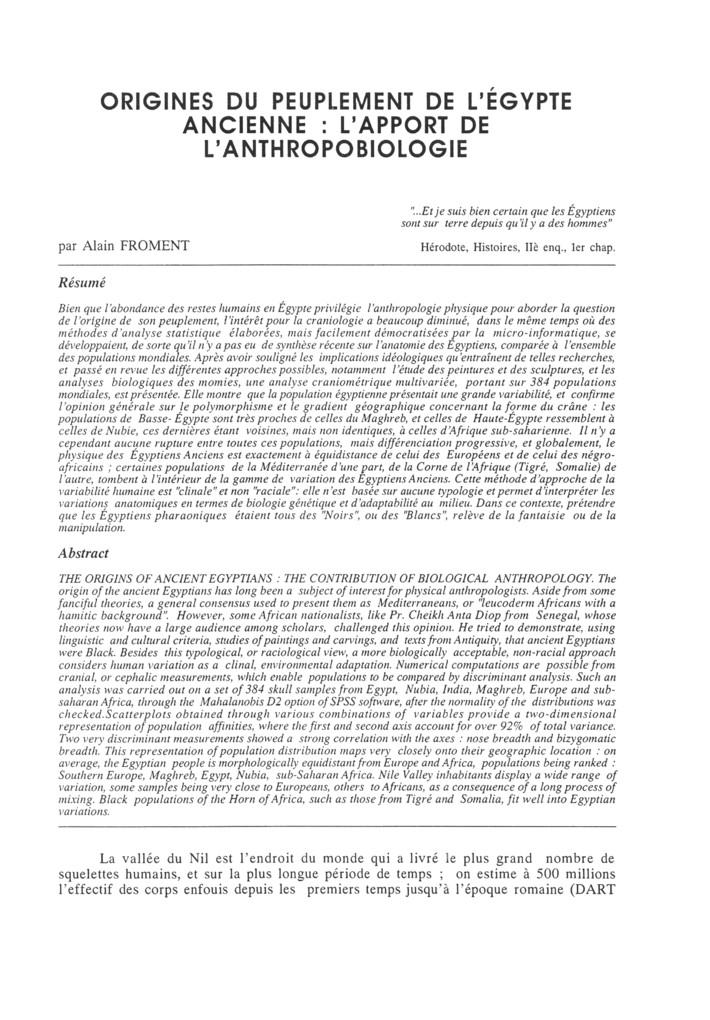 ORIGINES DU PEUPLEMENT DE L'ÉGYPTE
ANCIENNE : L'APPORT DE
L'ANTHROPOBIOLOGIE
"...Et je suis bien certain que les Égyptiens
sont sur terre depuis qu'il y a des hommes"
par Alain FROMENT
Hérodote, Histoires, IIè enq., 1er chap.
Résumé
Bien que l'abondance des restes humains en Égypte privilégie l'anthropologie physique pour aborder la question
de l'origine de son peuplement, l'intérêt pour la craniologie a beaucoup diminué, dans le même temps où des
méthodes d'analyse statistique élaborées, mais facilement démocratisées par la micro-informatique, se
développaient, de sorte qu'il n'y a pas eu de synthèse récente sur l'anatomie des Égyptiens, comparée à l'ensemble
des populations mondiales. Après avoir souligné les implications idéologiques qu'entraînent de telles recherches,
et passé en revue les différentes approches possibles, notamment l'étude des peintures et des sculptures, et les
analyses biologiques des momies, une analyse craniométrique multivariée, portant sur 384 populations
mondiales, est présentée. Elle montre que la population égyptienne présentait une grande variabilité, et confirme
l'opinion générale sur le polymorphisme et le gradient géographique concernant la forme du crâne : les
populations de Basse-Égypte sont très proches de celles du Maghreb, et celles de Haute-Égypte ressemblent à
celles de Nubie, ces dernières étant voisines, mais non identiques, à celles d'Afrique sub-saharienne. Il n'y a
cependant aucune rupture entre toutes ces populations, mais différenciation progressive, et globalement, le
physique des Égyptiens Anciens est exactement à équidistance de celui des Européens et de celui des négro-
africains ; certaines populations de la Méditerranée d'une part, de la Corne de l'Afrique (Tigré, Somalie) de
l'autre, tombent à l'intérieur de la gamme de variation des Égyptiens Anciens. Cette méthode d'approche de la
variabilité humaine est "clinale" et non "raciale": elle n'est basée sur aucune typologie et permet d'interpréter les
variations anatomiques en termes de biologie génétique et d'adaptabilité au milieu. Dans ce contexte, prétendre
que les Égyptiens pharaoniques étaient tous des "Noirs", ou des "Blancs", relève de la fantaisie ou de la
manipulation.
Abstract
THE ORIGINS OF ANCIENT EGYPTIANS : THE CONTRIBUTION OF BIOLOGICAL ANTHROPOLOGY. The
origin of the ancient Egyptians has long been a subject of interest for physical anthropologists. Aside from some
fanciful theories, a general consensus used to present them as Mediterraneans, or "leucoderm Africans with a
hamitic background". However, some African nationalists, like Pr. Cheikh Anta Diop from Senegal, whose
theories now have a large audience among scholars, challenged this opinion. He tried to demonstrate, using
linguistic and cultural criteria, studies of paintings and carvings, and texts from Antiquity, that ancient Egyptians
were Black. Besides this typological, or raciological view, a more biologically acceptable, non-racial approach
considers human variation as a clinal, environmental adaptation. Numerical computations are possible from
cranial, or cephalic measurements, which enable populations to be compared by discriminant analysis. Such an
analysis was carried out on a set of 384 skull samples from Egypt, Nubia, India, Maghreb, Europe and sub-
saharan Africa, through the Mahalanobis D2 option of SPSS software, after the normality of the distributions was
checked.Scatterplots obtained through various combinations of variables provide a two-dimensional
representation of population affinities, where the first and second axis account for over 92% of total variance.
Two very discriminant measurements showed a strong correlation with the axes : nose breadth and bizygomatic
breadth. This representation of population distribution maps very closely onto their geographic location : on
average, the Egyptian people is morphologically equidistant from Europe and Africa, populations being ranked :
Southern Europe, Maghreb, Egypt, Nubia, sub-Saharan Africa. Nile Valley inhabitants display a wide range of
variation, some samples being very close to Europeans, others to Africans, as a consequence of a long process of
mixing. Black populations of the Horn of Africa, such as those from Tigré and Somalia, fit well into Egyptian
variations.
La vallée du Nil est l'endroit du monde qui a livré le plus grand nombre de
squelettes humains, et sur la plus longue période de temps ; on estime à 500 millions
l'effectif des corps enfouis depuis les premiers temps jusqu'à l'époque romaine (DART